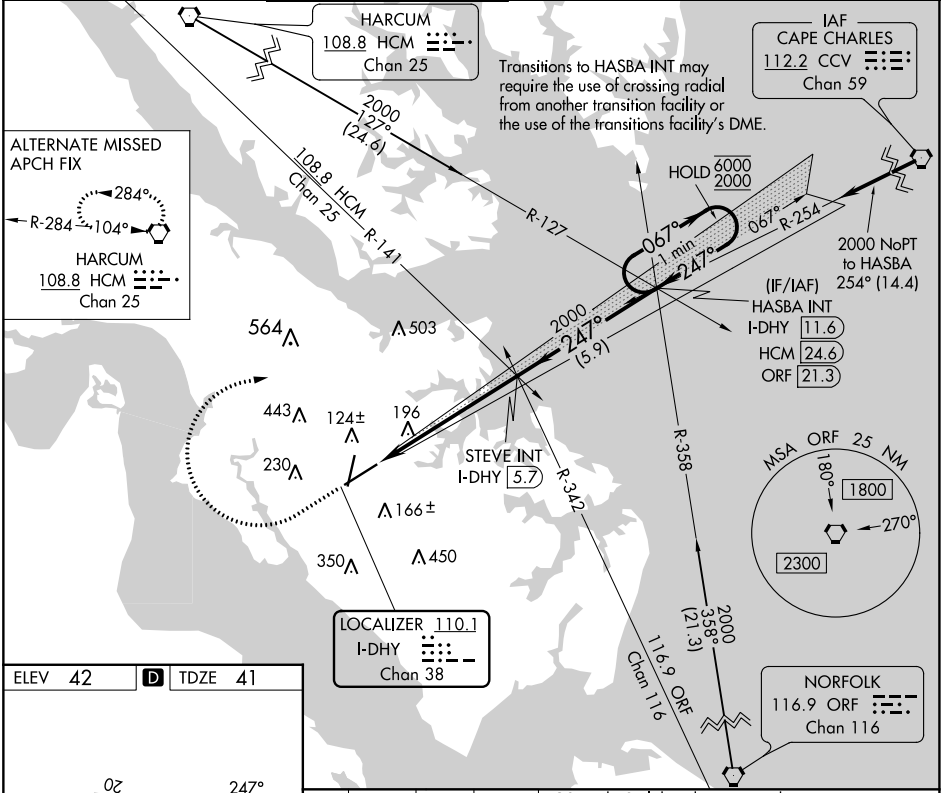 HARCUM
108.8 HCM
Chan 25
IAF
CAPE CHARLES
112.2 CCV
Chan 59
Transitions to HASBA INT may
require the use of crossing radial
from another transition facility or
the use of the transitions facility's DME.
2000
127°
(24.6)
ALTERNATE MISSED
APCH FIX
284°
R-284
104°
HARCUM
108.8 HCM
Chan 25
108.8 HCM
Chan 25
R-141
R-127
HOLD 6000
2000
067°
1 min
247°
067°
R-254
2000 NoPT
to HASBA
254° (14.4)
(IF/IAF)
HASBA INT
I-DHY 11.6
HCM 24.6
ORF 21.3
2000
247°
(5.9)
564
503
443
124±
196
230
166±
350
450
STEVE INT
I-DHY 5.7
R-342
R-358
MSA ORF 25 NM
180°
1800
270°
2300
LOCALIZER 110.1
I-DHY
Chan 38
116.9 ORF
Chan 116
2000
358°
(21.3)
NORFOLK
116.9 ORF
Chan 116
ELEV 42 D TDZE 41
20
247°